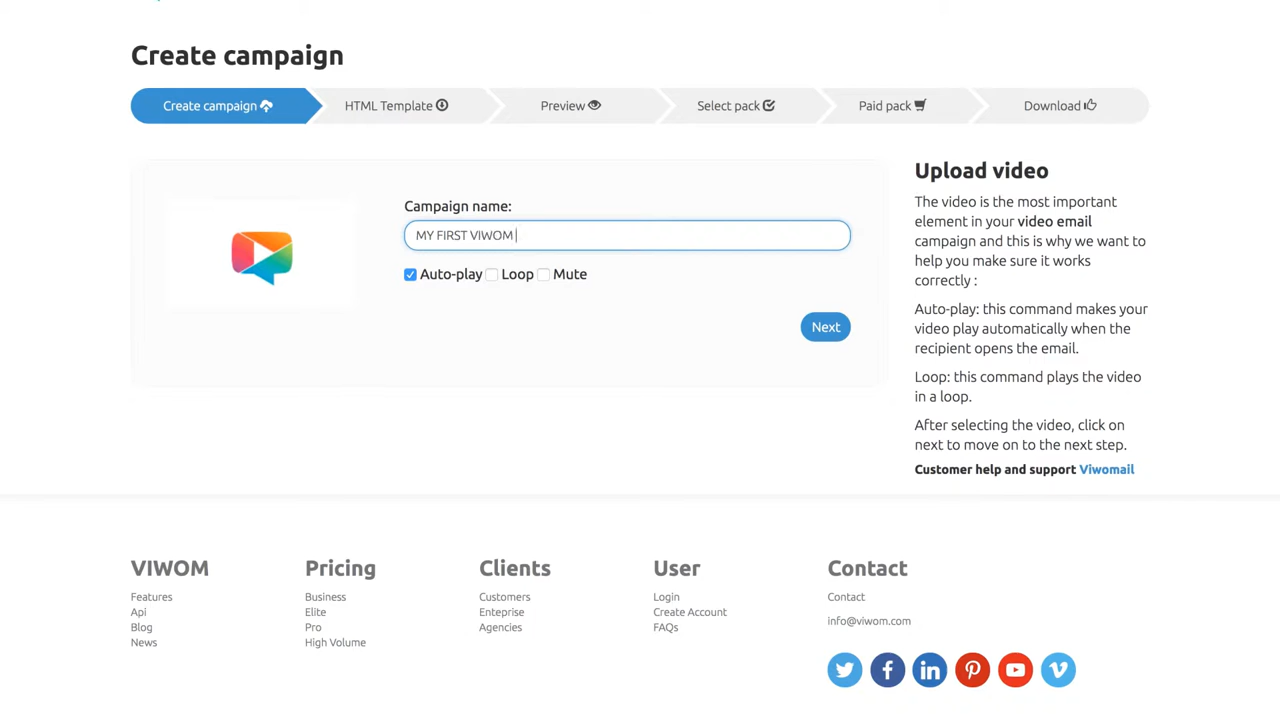 Create campaign
Create campaign
HTML Template
Preview
Select pack
Paid pack
Download
Campaign name:
MY FIRST VIWOM
Auto-play
Loop
Mute
Next
Upload video
The video is the most important
element in your video email
campaign and this is why we want to
help you make sure it works
correctly :
Auto-play: this command makes your
video play automatically when the
recipient opens the email.
Loop: this command plays the video
in a loop.
After selecting the video, click on
next to move on to the next step.
Customer help and support Viwomail
VIWOM
Features
Api
Blog
News
Pricing
Business
Elite
Pro
High Volume
Clients
Customers
Enteprise
Agencies
User
Login
Create Account
FAQs
Contact
Contact
info@viwom.com